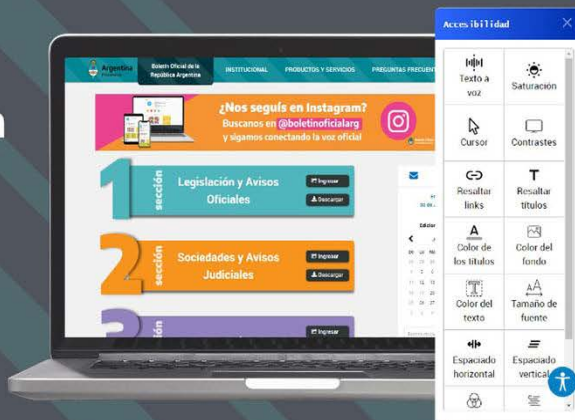 Argentina
Boletín Oficial de la
República Argentina
INSTITUCIONAL
PRODUCTOS Y SERVICIOS
PREGUNTAS FRECUENT
¿Nos seguís en Instagram?
Buscanos en @boletinoficialarg
y sigamos conectando la voz oficial
1 sección
Legislación y Avisos
Oficiales
Ingresar
Descargar
2 sección
Sociedades y Avisos
Judiciales
Ingresar
Descargar
3 sección
Ingresar
Accesibilidad
Texto a
voz
Saturación
Cursor
Contrastes
Resaltar
links
Resaltar
títulos
Color de
los títulos
Color del
fondo
Color del
texto
Tamaño de
fuente
Espaciado
horizontal
Espaciado
vertical